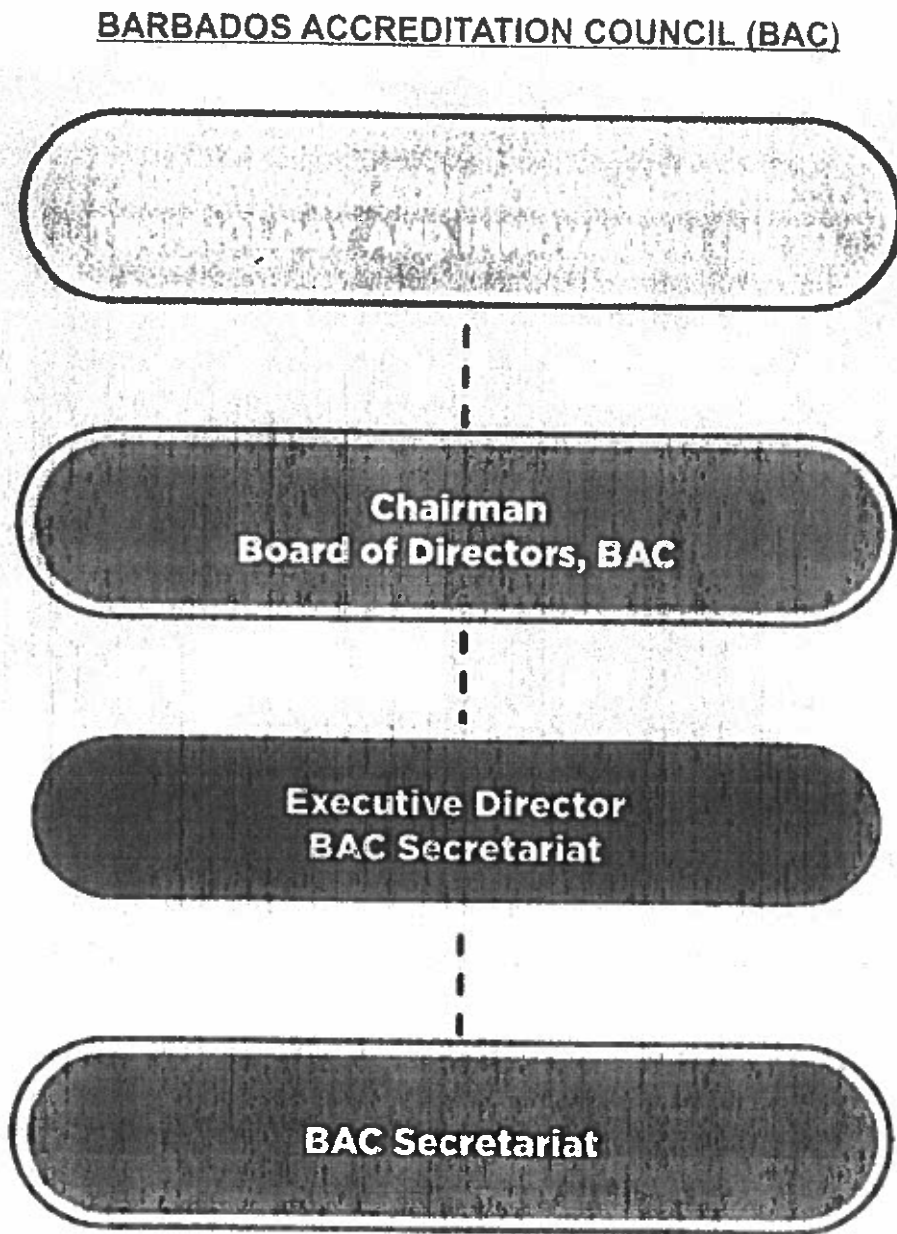 BARBADOS ACCREDITATION COUNCIL (BAC)
Chairman
Board of Directors, BAC
Executive Director
BAC Secretariat
BAC Secretariat